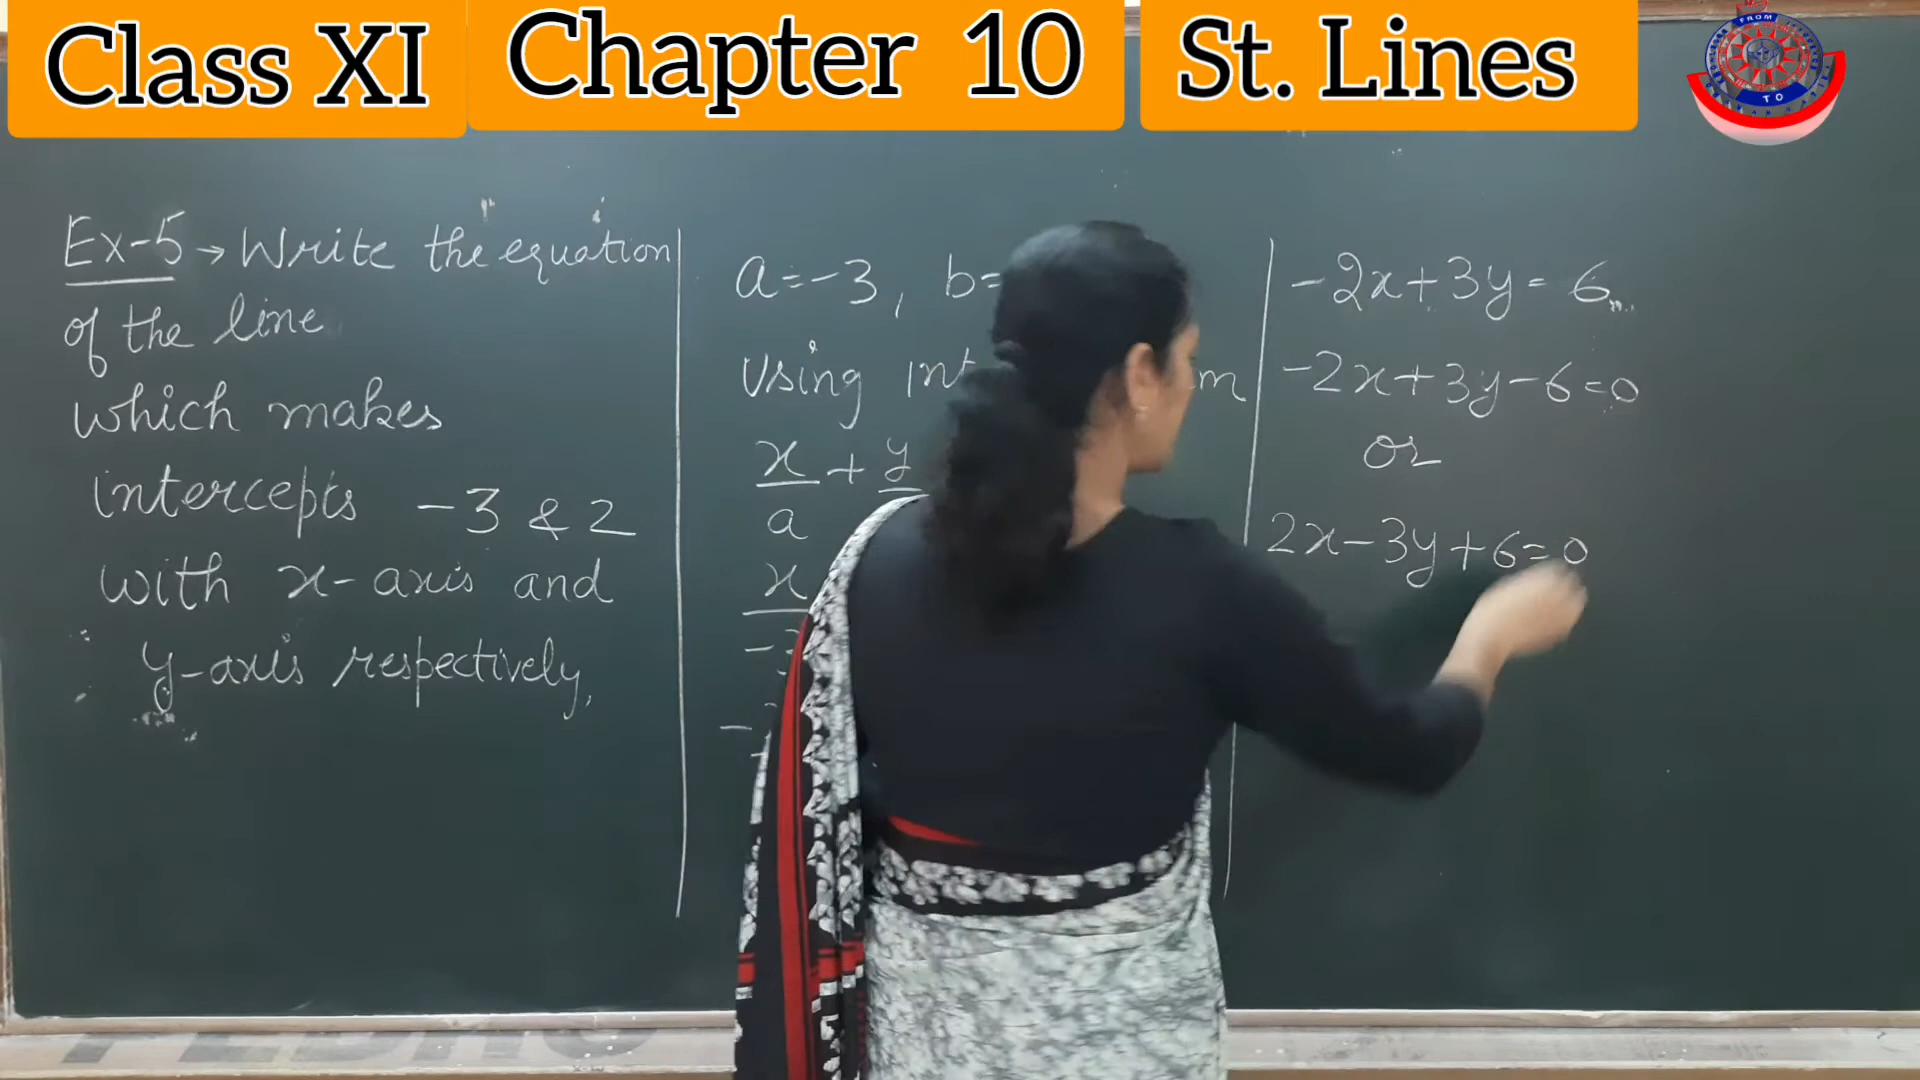 Class XI Chapter 10 St. Lines
FROM
TO
Ex-5 → Write the equation
of the line
which makes
intercepts -3 & 2
with x-axis and
y-axis respectively,
a=-3, b=
Using
x + y
a
x
-2x+3y=6
-2x+3y-6=0
or
2x-3y+6=0